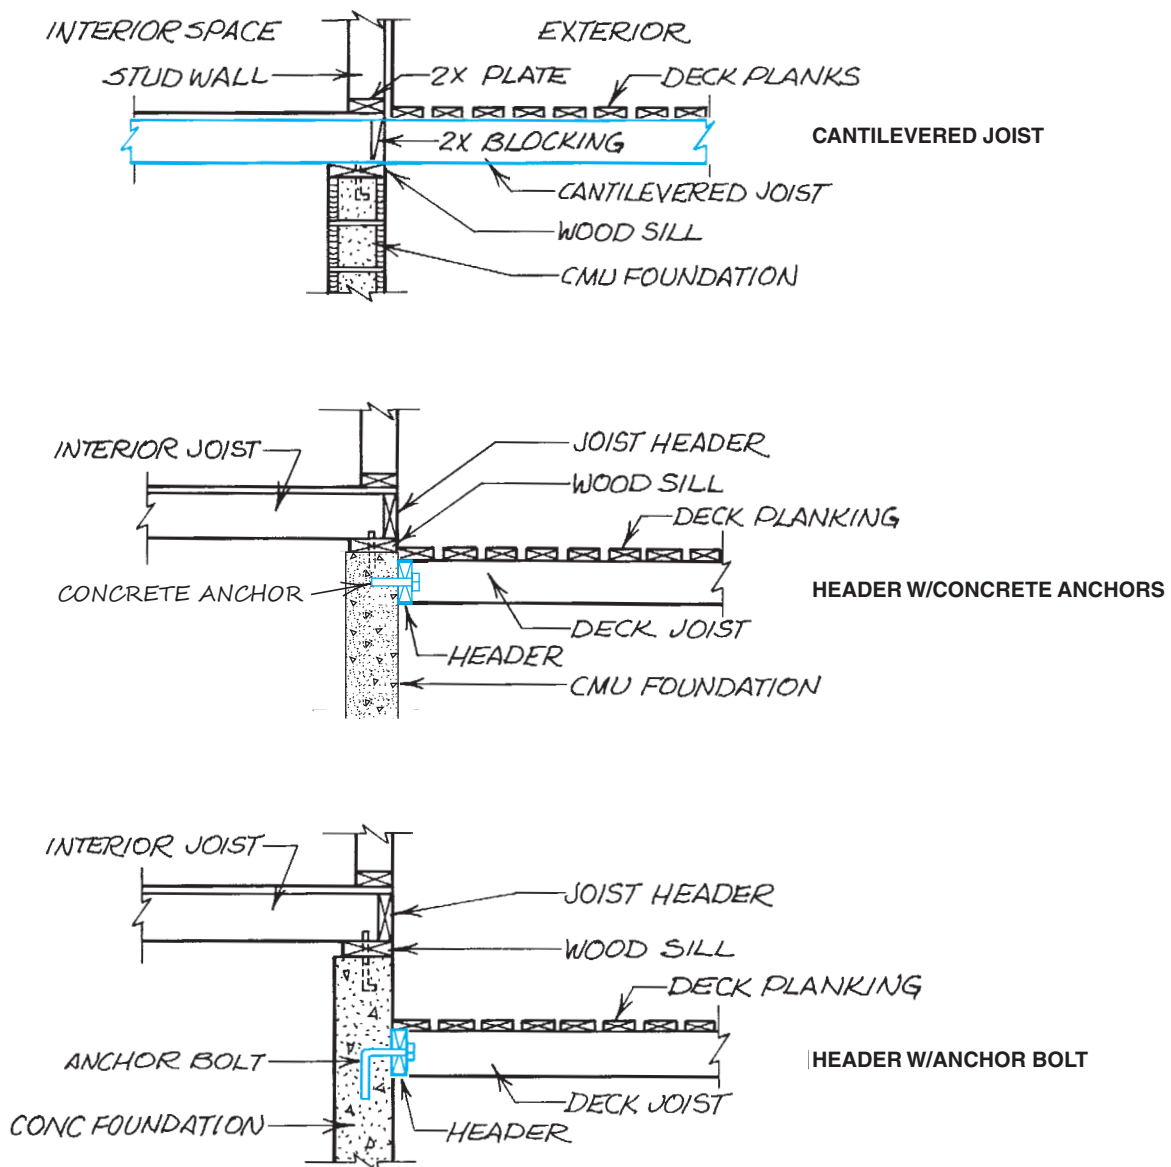 INTERIOR SPACE
EXTERIOR
STUD WALL
2X PLATE
DECK PLANKS
CANTILEVERED JOIST
2X BLOCKING
CANTILEVERED JOIST
WOOD SILL
CMU FOUNDATION
INTERIOR JOIST
JOIST HEADER
WOOD SILL
DECK PLANKING
CONCRETE ANCHOR
HEADER W/CONCRETE ANCHORS
DECK JOIST
HEADER
CMU FOUNDATION
INTERIOR JOIST
JOIST HEADER
WOOD SILL
DECK PLANKING
ANCHOR BOLT
HEADER W/ANCHOR BOLT
DECK JOIST
CONC FOUNDATION
HEADER